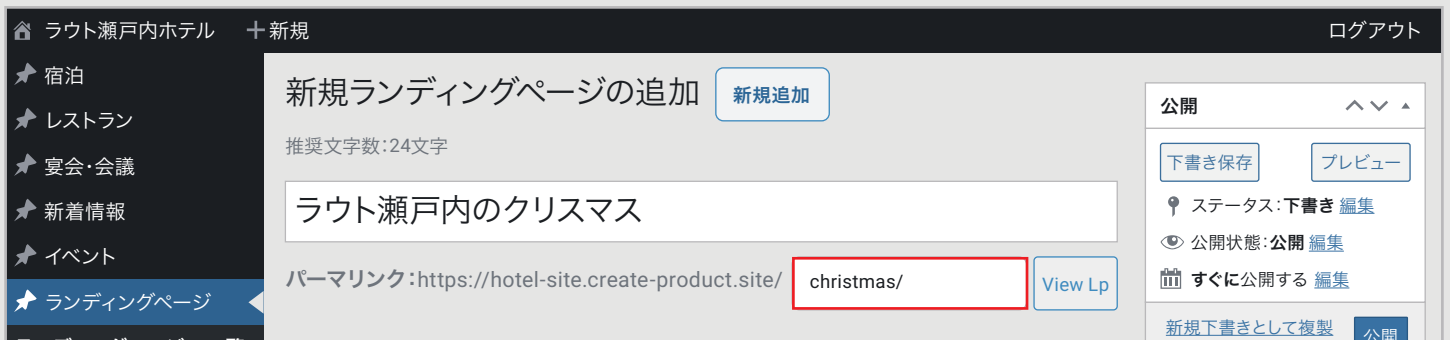 ラウト瀬戸内ホテル ＋新規 ログアウト
宿泊
レストラン
宴会・会議
新着情報
イベント
ランディングページ
新規ランディングページの追加 新規追加
推奨文字数:24文字
ラウト瀬戸内のクリスマス
パーマリンク:https://hotel-site.create-product.site/ christmas/ View Lp
公開
下書き保存 プレビュー
ステータス:下書き 編集
公開状態:公開 編集
すぐに公開する 編集
新規下書きとして複製 公開